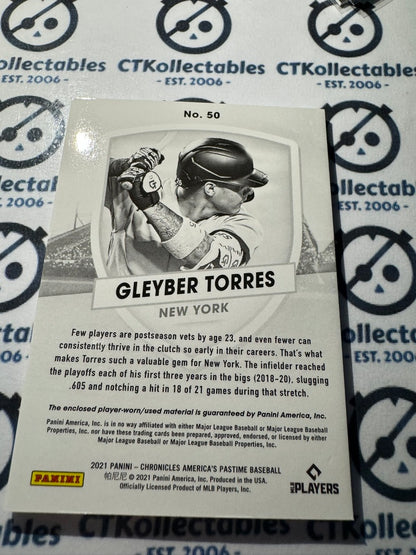 CTKollectables
EST. 2006 -
CTKollectables
- EST. 2006 -
CTKollectables
EST. 2006 -
No. 50
GLEYBER TORRES
NEW YORK
Few players are postseason vets by age 23, and even fewer can
consistently thrive in the clutch so early in their careers. That's what
makes Torres such a valuable gem for New York. The infielder reached
the playoffs each of his first three years in the bigs (2018–20), slugging
.605 and notching a hit in 18 of 21 games during that stretch.
The enclosed player-worn/used material is guaranteed by Panini America, Inc.
Panini America, Inc. is in no way affiliated with either Major League Baseball or Major League Baseball
Properties, Inc. nor have these trading cards been prepared, approved, endorsed, or licensed by either
Major League Baseball or Major League Baseball Properties, Inc.
PANINI
2021 PANINI – CHRONICLES AMERICA'S PASTIME BASEBALL
帕尼尼 © 2021 Panini America, Inc. Produced in the USA.
Officially Licensed Product of MLB Players, Inc.
MLB PLAYERS